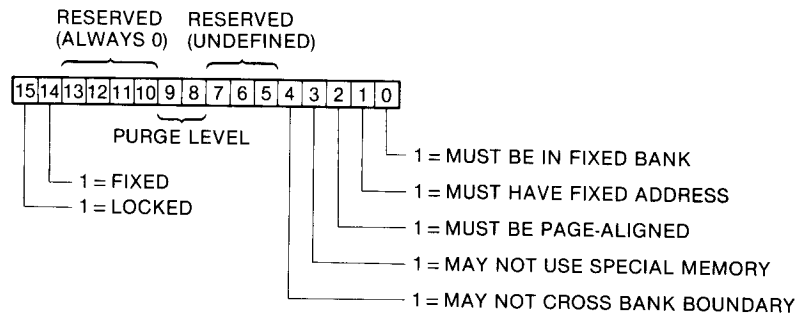 RESERVED RESERVED
(ALWAYS 0) (UNDEFINED)
15 14 13 12 11 10 9 8 7 6 5 4 3 2 1 0
PURGE LEVEL
1 = MUST BE IN FIXED BANK
1 = FIXED
1 = MUST HAVE FIXED ADDRESS
1 = LOCKED
1 = MUST BE PAGE-ALIGNED
1 = MAY NOT USE SPECIAL MEMORY
1 = MAY NOT CROSS BANK BOUNDARY